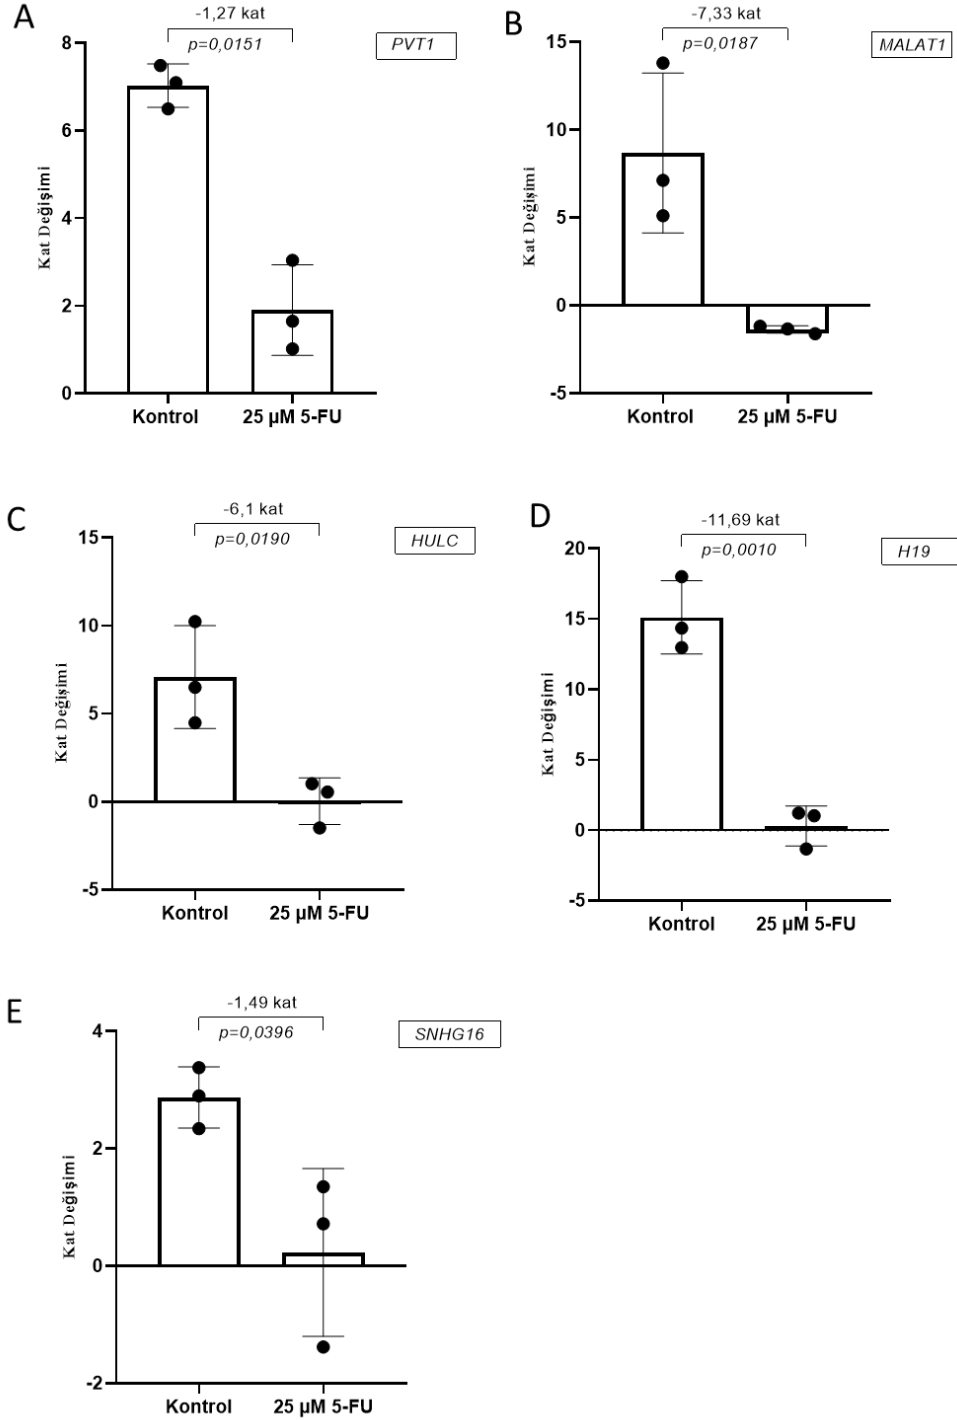 A
-1,27 kat
p=0,0151
PVT1
8
6
4
2
0
Kat Değişimi
Kontrol
25 µM 5-FU
B
-7,33 kat
p=0,0187
MALAT1
15
10
5
0
-5
Kat Değişimi
Kontrol
25 µM 5-FU
C
-6,1 kat
p=0,0190
HULC
15
10
5
0
-5
Kat Değişimi
Kontrol
25 µM 5-FU
D
-11,69 kat
p=0,0010
H19
20
15
10
5
0
-5
Kat Değişimi
Kontrol
25 µM 5-FU
E
-1,49 kat
p=0,0396
SNHG16
4
2
0
-2
Kat Değişimi
Kontrol
25 µM 5-FU